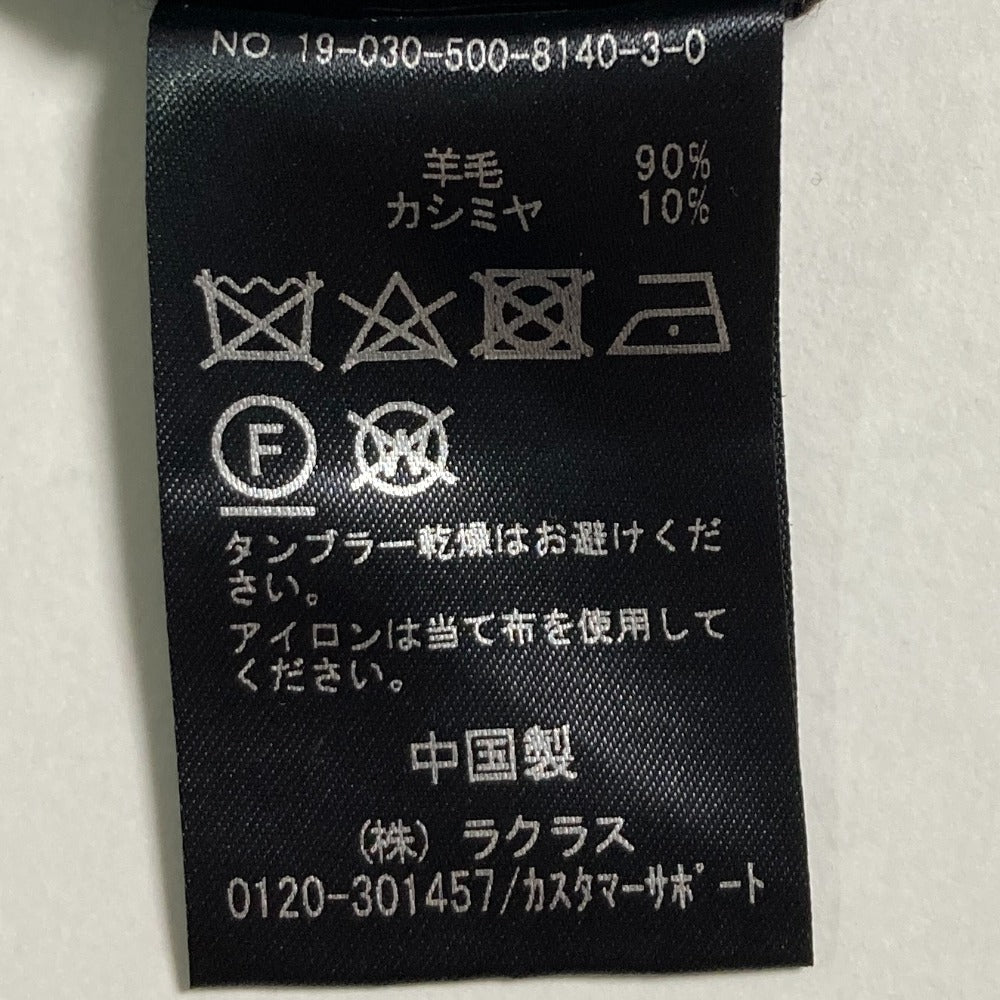 NO. 19-030-500-8140-3-0
羊毛 90%
カシミヤ 10%
F
W
タンブラー乾燥はお避けくだ
さい。
アイロンは当て布を使用して
ください。
中国製
(株) ラクラス
0120-301457/カスタマーサポート